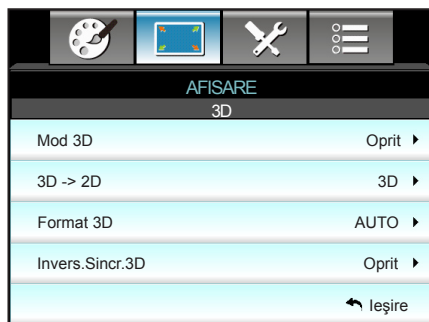 AFISARE
3D
Mod 3D Oprit
3D -> 2D 3D
Format 3D AUTO
Invers.Sincr.3D Oprit
Ieşire